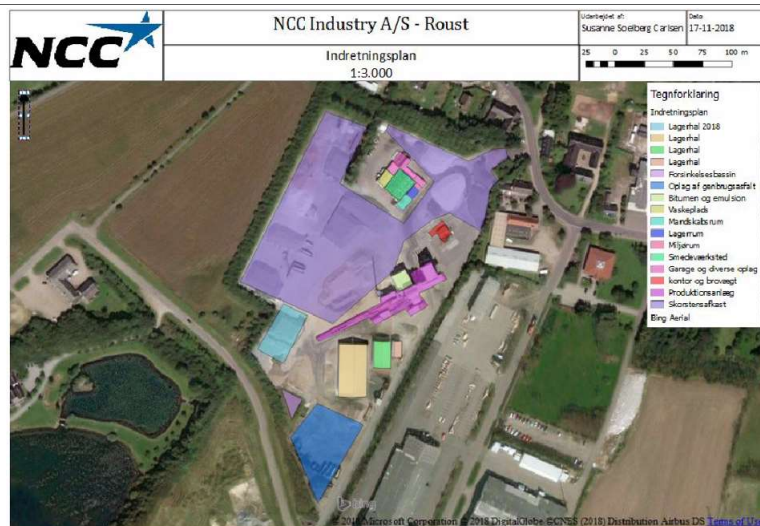 NCC
NCC Industry A/S - Roust
Indretningsplan
1:3.000
Udarbejdet af:
Susanne Soelberg Carlsen
Dato
17-11-2018
25 0 25 50 75 100 m
Tegnforklaring
Indretningsplan
Lagerhal 2018
Lagerhal
Lagerhal
Lagerhal
Forsinkelsesbassin
Oplag af genbrugsasfalt
Bitumen og emulsion
Vaskeplads
Mandskabsrum
Lagerrum
Miljørum
Smedeværksted
Garage og diverse oplag
kontor og brovægt
Produktionsanlæg
Skorstensafkast
Bing Aerial
bing
© 2018 Microsoft Corporation © 2018 DigitalGlobe ©CNES (2018) Distribution Airbus DS Terms of Use